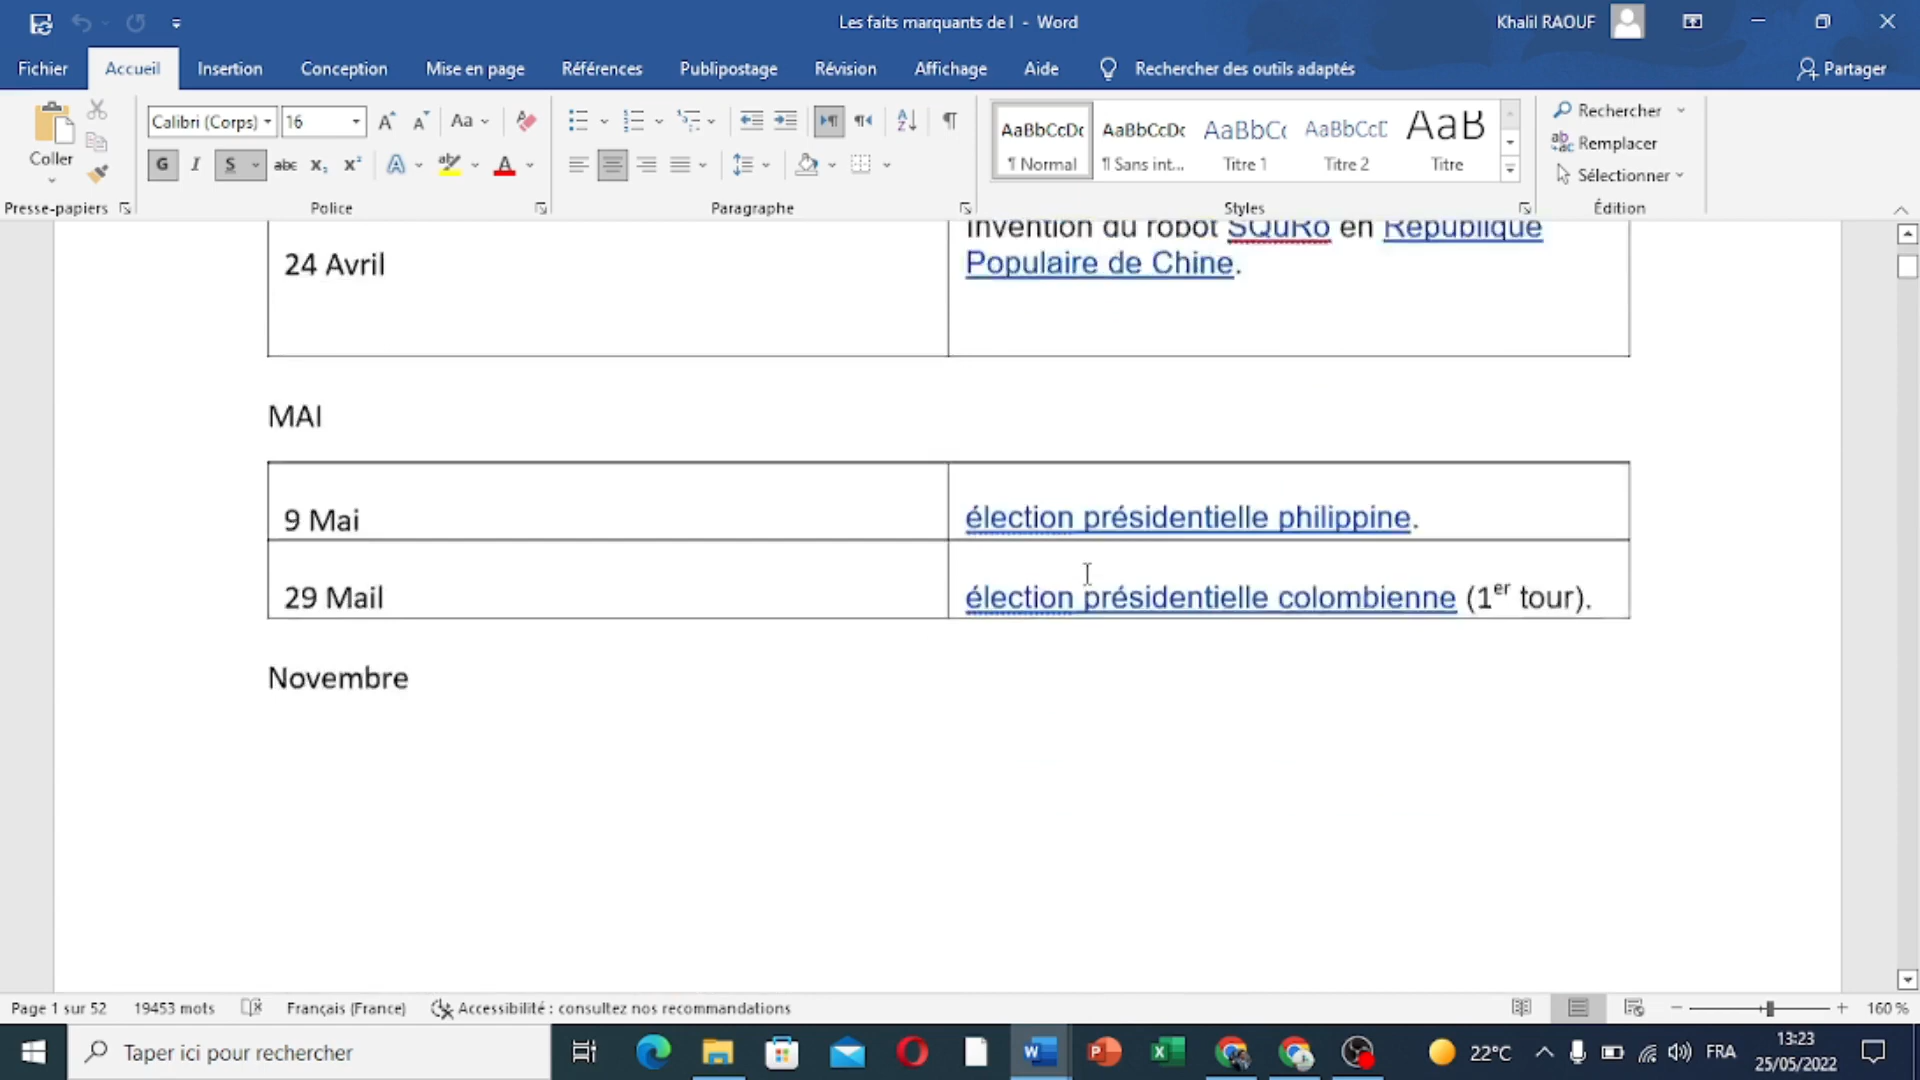 Les faits marquants de l - Word
Khalil RAOUF
Fichier Accueil Insertion Conception Mise en page Références Publipostage Révision Affichage Aide Rechercher des outils adaptés Partager
Coller
Calibri (Corps) 16
Aa
G I S abc x₂ x² A A
AaBbCcDc AaBbCcDc AaBbCc AaBbCcD AaB
¶ Normal ¶ Sans int... Titre 1 Titre 2 Titre
Rechercher
Remplacer
Sélectionner
Presse-papiers Police Paragraphe Styles Édition
24 Avril
Invention du robot SQuRo en République
Populaire de Chine.
MAI
9 Mai
élection présidentielle philippine.
29 Mail
élection présidentielle colombienne (1er tour).
Novembre
Page 1 sur 52 19453 mots Français (France) Accessibilité : consultez nos recommandations 160 %
Taper ici pour rechercher
22°C FRA
13:23
25/05/2022